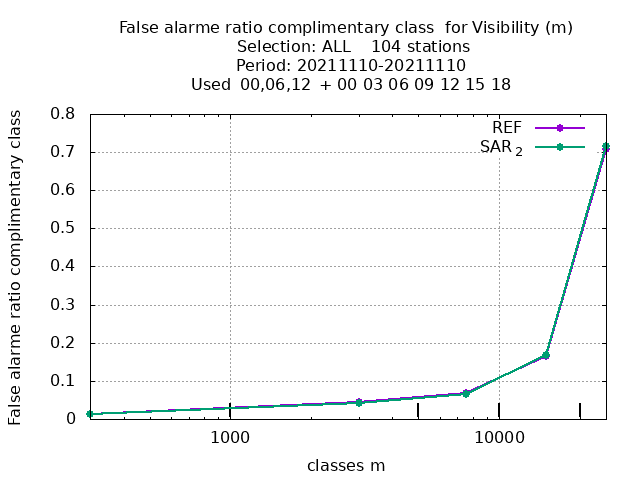 False alarme ratio complimentary class  for Visibility (m)
Selection: ALL    104 stations
Period: 20211110-20211110
Used  00,06,12  + 00 03 06 09 12 15 18
False alarme ratio complimentary class
0.8
0.7
0.6
0.5
0.4
0.3
0.2
0.1
0
REF
SAR 2
1000
10000
classes m